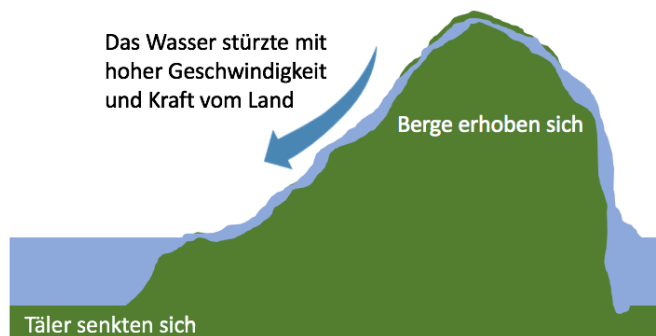 Das Wasser stürzte mit
hoher Geschwindigkeit
und Kraft vom Land
Berge erhoben sich
Täler senkten sich